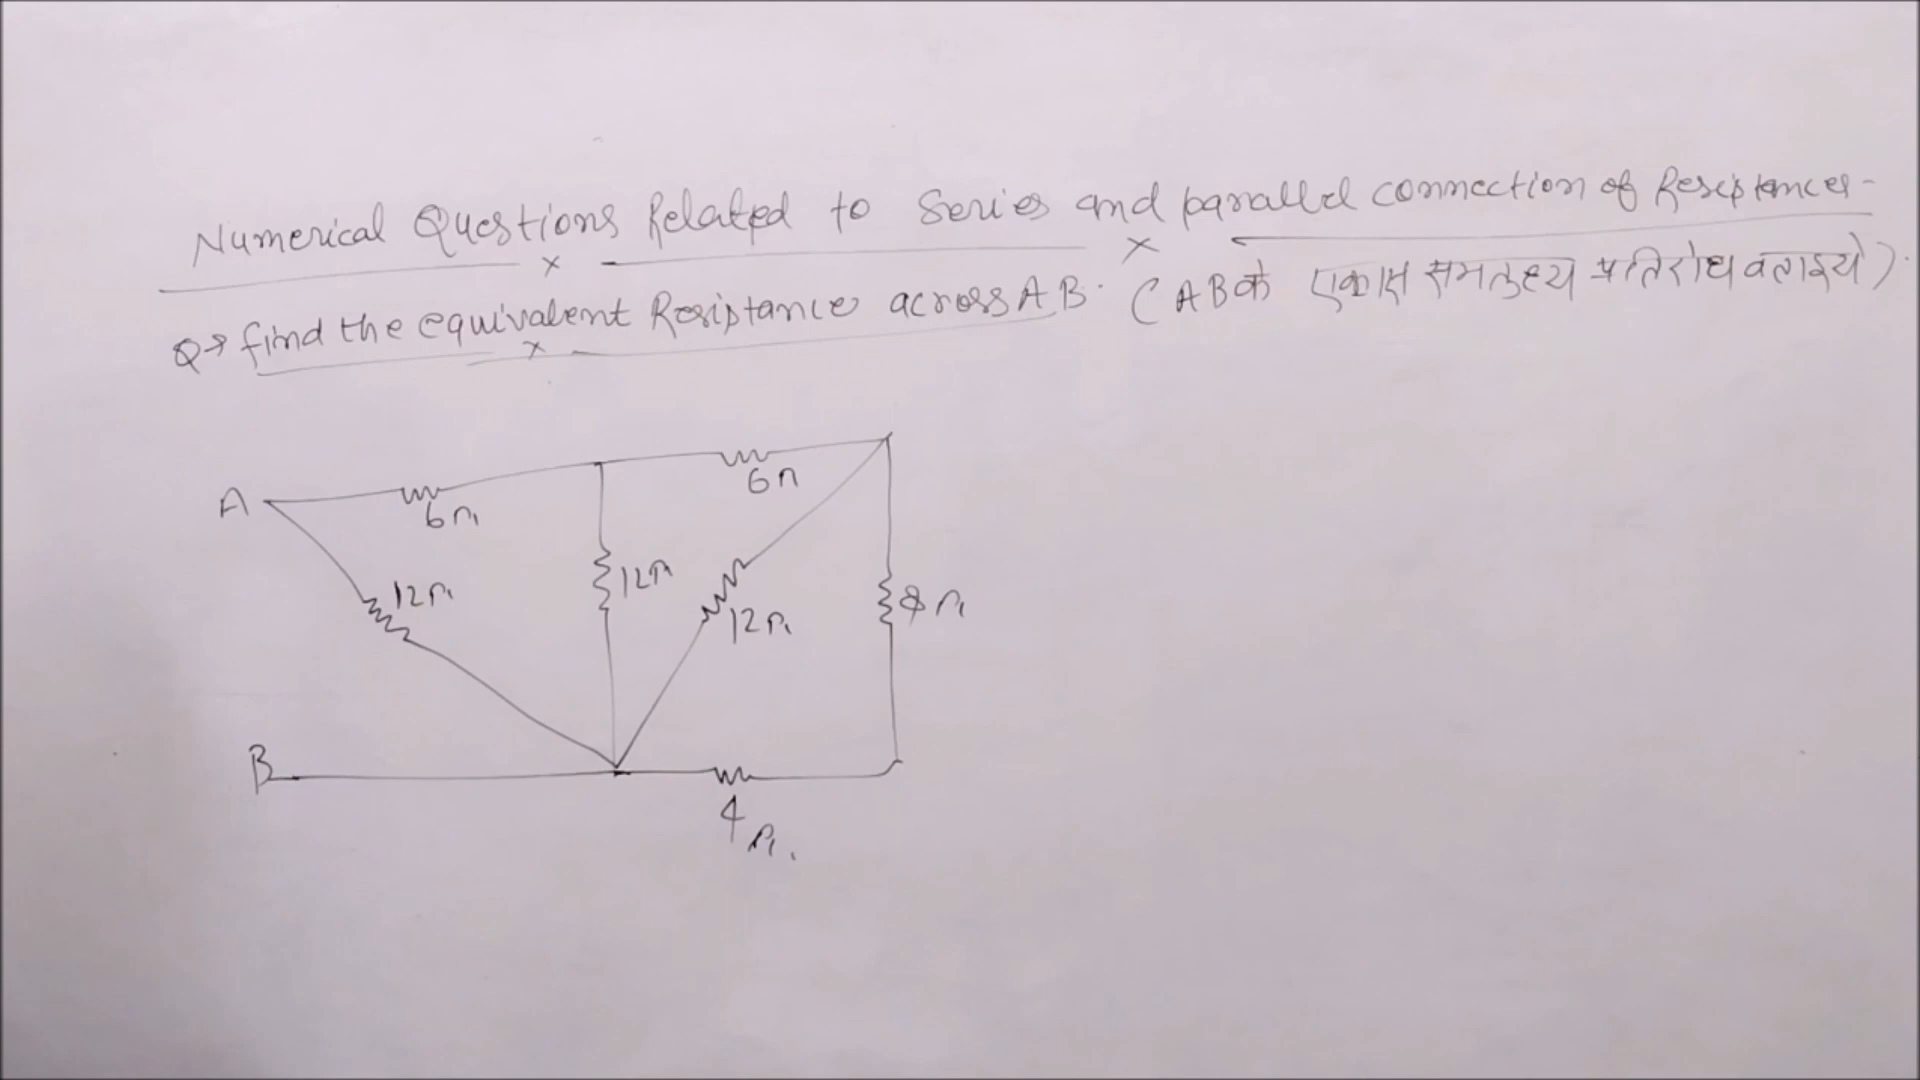 Numerical Questions Related to Series and parallel connection of Resistances-
Q→ find the equivalent Resistance across AB. (AB के एकास समतुल्य प्रतिरोध बताइये).
6Ω
A
6Ω
12Ω
12Ω
8Ω
12Ω
B
4Ω.